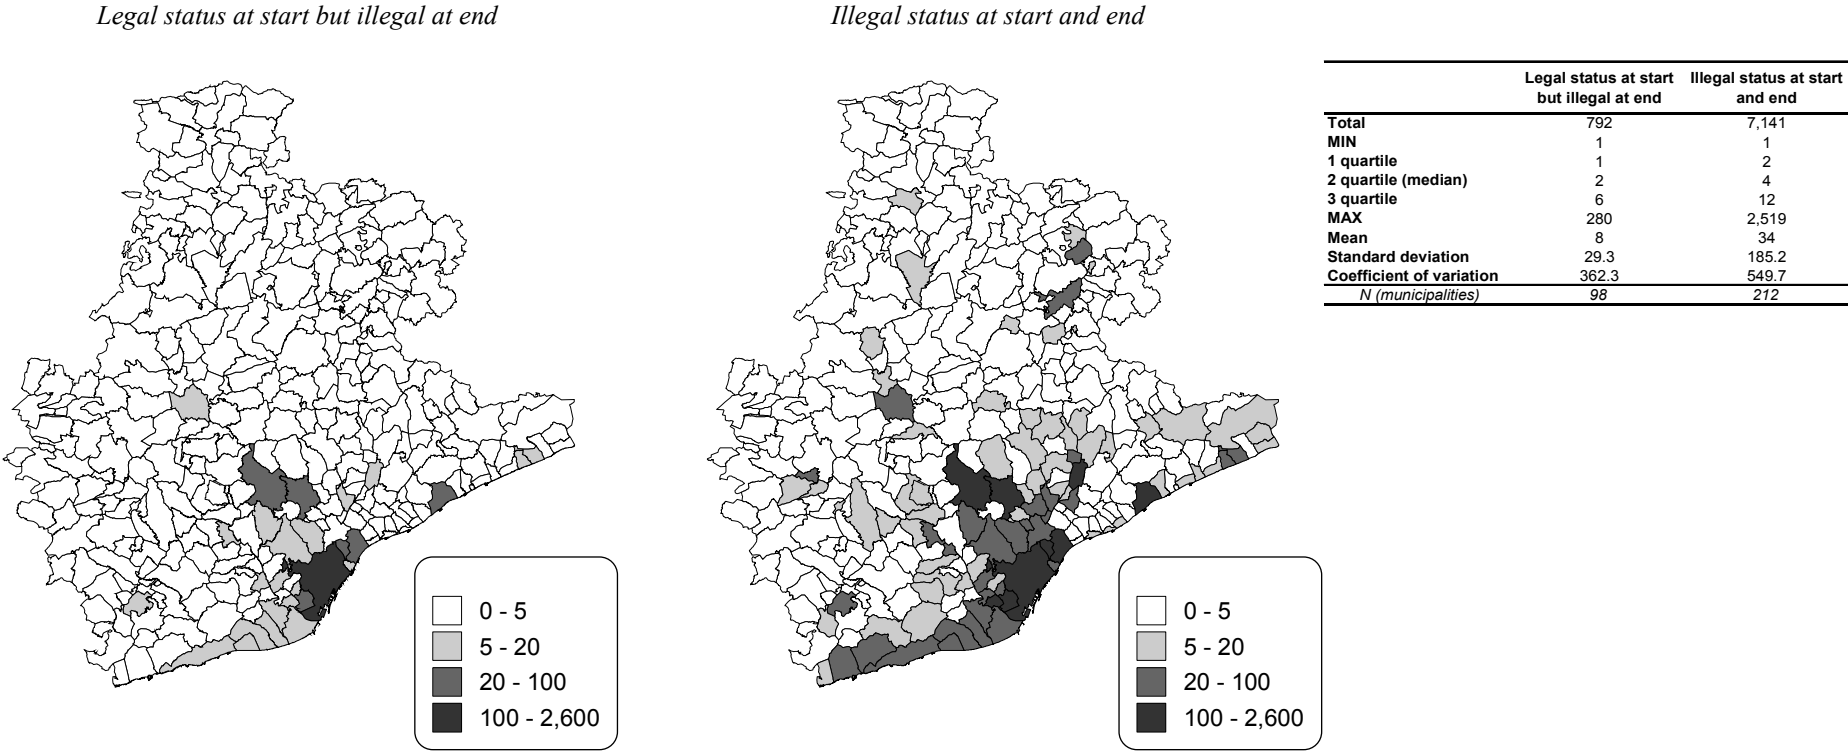 Legal status at start but illegal at end
Illegal status at start and end
Legal status at start Illegal status at start
but illegal at end and end
Total 792 7,141
MIN 1 1
1 quartile 1 2
2 quartile (median) 2 4
3 quartile 6 12
MAX 280 2,519
Mean 8 34
Standard deviation 29.3 185.2
Coefficient of variation 362.3 549.7
N (municipalities) 98 212
0 - 5
5 - 20
20 - 100
100 - 2,600
0 - 5
5 - 20
20 - 100
100 - 2,600